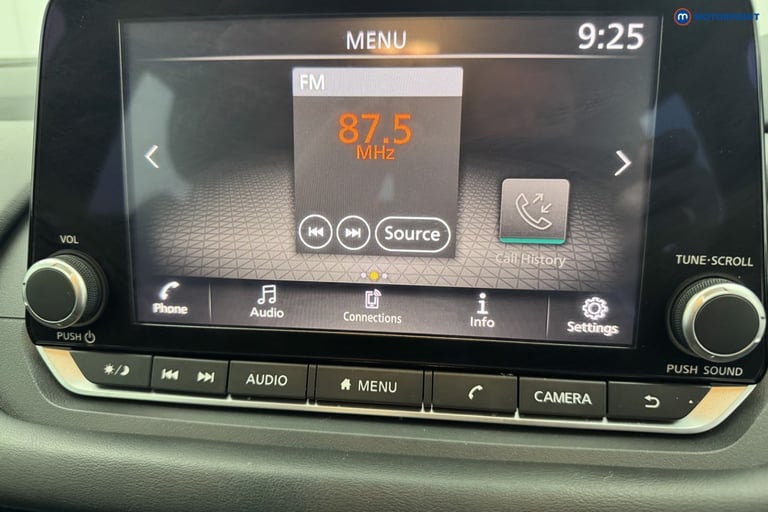 MOTORPOINT
MENU
9:25
FM
87.5
MHz
Source
Call History
Phone
Audio
Connections
Info
Settings
VOL
PUSH
TUNE·SCROLL
PUSH SOUND
AUDIO
MENU
CAMERA